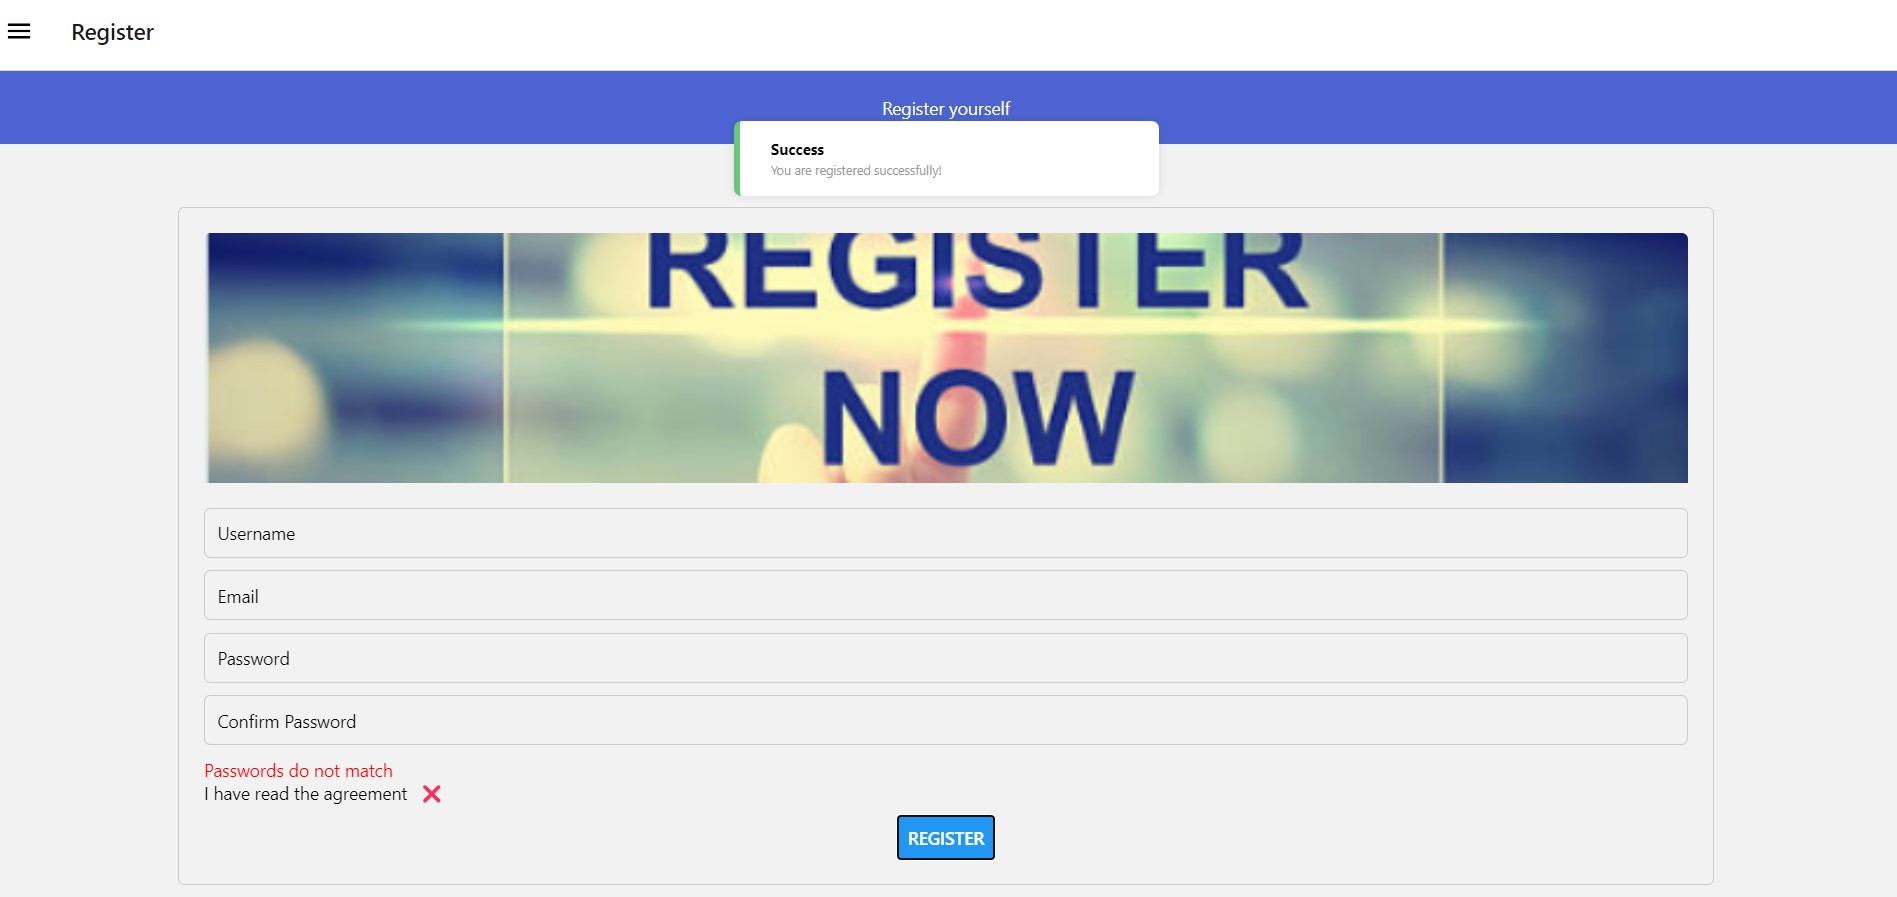 Register
Register yourself
Success
You are registered successfully!
REGISTER
NOW
Username
Email
Password
Confirm Password
Passwords do not match
I have read the agreement
REGISTER